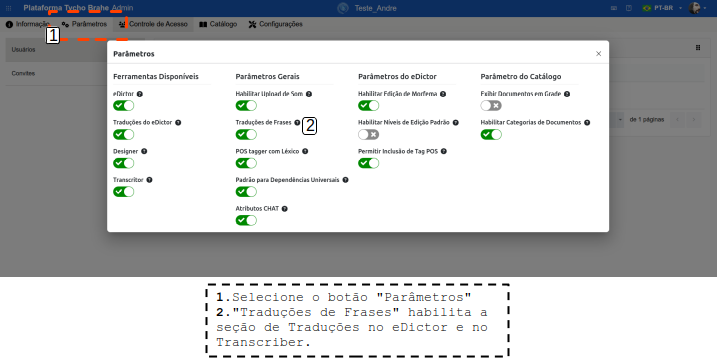 Plataforma Tycho Brahe Admin
Teste_Andre
PT-BR
Informação
Parâmetros
Controle de Acesso
Catálogo
Configurações
1
Usuários
Convites
de 1 páginas
Parâmetros
×
Ferramentas Disponíveis
eDictor
Traduções do eDictor
Designer
Transcritor
Parâmetros Gerais
Habilitar Upload de Som
Traduções de Frases
2
POS tagger com Léxico
Padrão para Dependências Universais
Atributos CHAT
Parâmetros do eDictor
Habilitar Edição de Morfema
Habilitar Níveis de Edição Padrão
Permitir Inclusão de Tag POS
Parâmetro do Catálogo
Exibir Documentos em Grade
Habilitar Categorias de Documentos
1.Selecione o botão "Parâmetros"
2."Traduções de Frases" habilita a
seção de Traduções no eDictor e no
Transcriber.